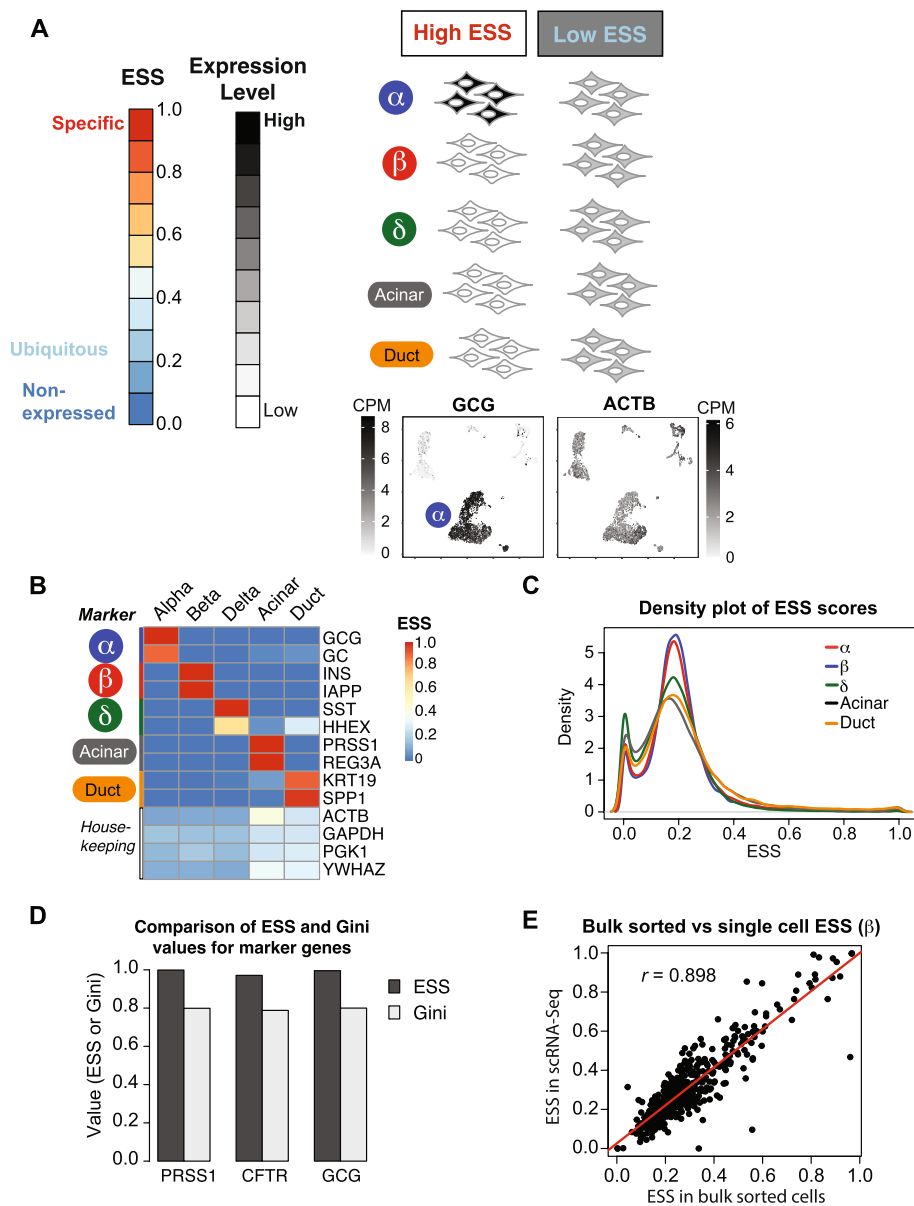 A
High ESS
Low ESS
ESS
Expression
Level
Specific
1.0
0.8
0.6
0.4
0.2
0.0
Ubiquitous
Non-
expressed
High
Low
α
β
δ
Acinar
Duct
CPM
8
6
4
2
0
GCG
α
ACTB
CPM
6
4
2
0
B
Marker
Alpha
Beta
Delta
Acinar
Duct
α
β
δ
Acinar
Duct
House-
keeping
GCG
GC
INS
IAPP
SST
HHEX
PRSS1
REG3A
KRT19
SPP1
ACTB
GAPDH
PGK1
YWHAZ
ESS
1.0
0.8
0.6
0.4
0.2
0
C
Density plot of ESS scores
Density
5
4
3
2
1
0
0.0 0.2 0.4 0.6 0.8 1.0
ESS
α
β
δ
Acinar
Duct
D
Comparison of ESS and Gini
values for marker genes
Value (ESS or Gini)
1.0
0.8
0.4
0.2
0.0
PRSS1 CFTR GCG
ESS
Gini
E
Bulk sorted vs single cell ESS (β)
r = 0.898
ESS in scRNA-Seq
1.0
0.8
0.6
0.4
0.2
0.0
0.0 0.2 0.4 0.6 0.8 1.0
ESS in bulk sorted cells